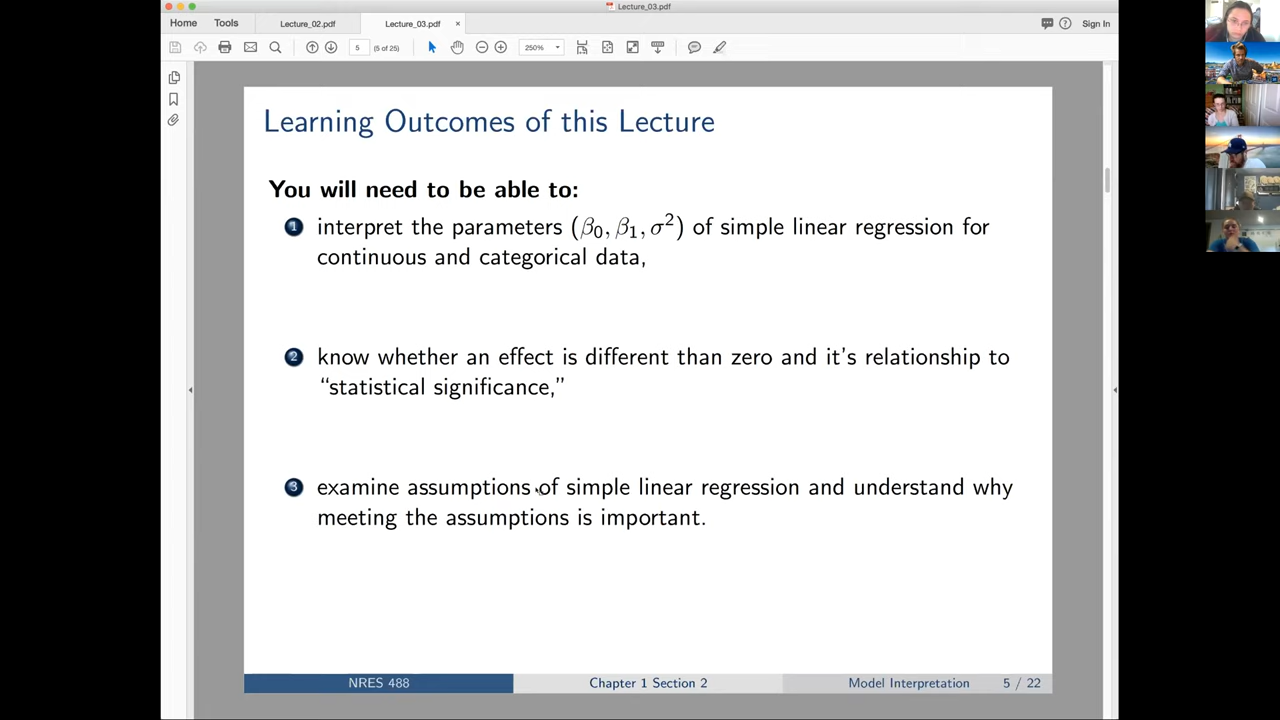 Lecture_03.pdf
Home Tools Lecture_02.pdf Lecture_03.pdf × Sign In
5 (5 of 25) 250%
Learning Outcomes of this Lecture
You will need to be able to:
1 interpret the parameters (β₀, β₁, σ²) of simple linear regression for
continuous and categorical data,
2 know whether an effect is different than zero and it's relationship to
“statistical significance,”
3 examine assumptions of simple linear regression and understand why
meeting the assumptions is important.
NRES 488 Chapter 1 Section 2 Model Interpretation 5 / 22